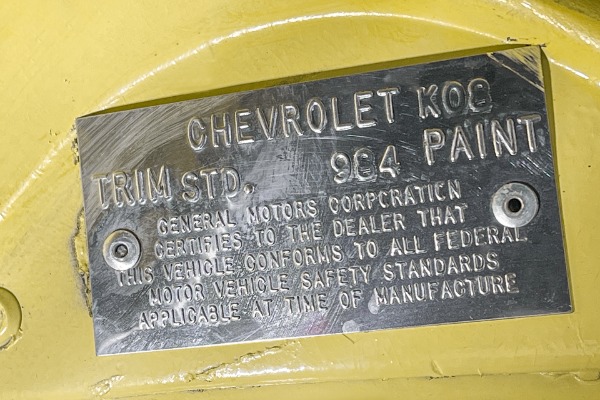 CHEVROLET K08
TRIM STD. 984 PAINT
GENERAL MOTORS CORPORATION
CERTIFIES TO THE DEALER THAT
THIS VEHICLE CONFORMS TO ALL FEDERAL
MOTOR VEHICLE SAFETY STANDARDS
APPLICABLE AT TIME OF MANUFACTURE